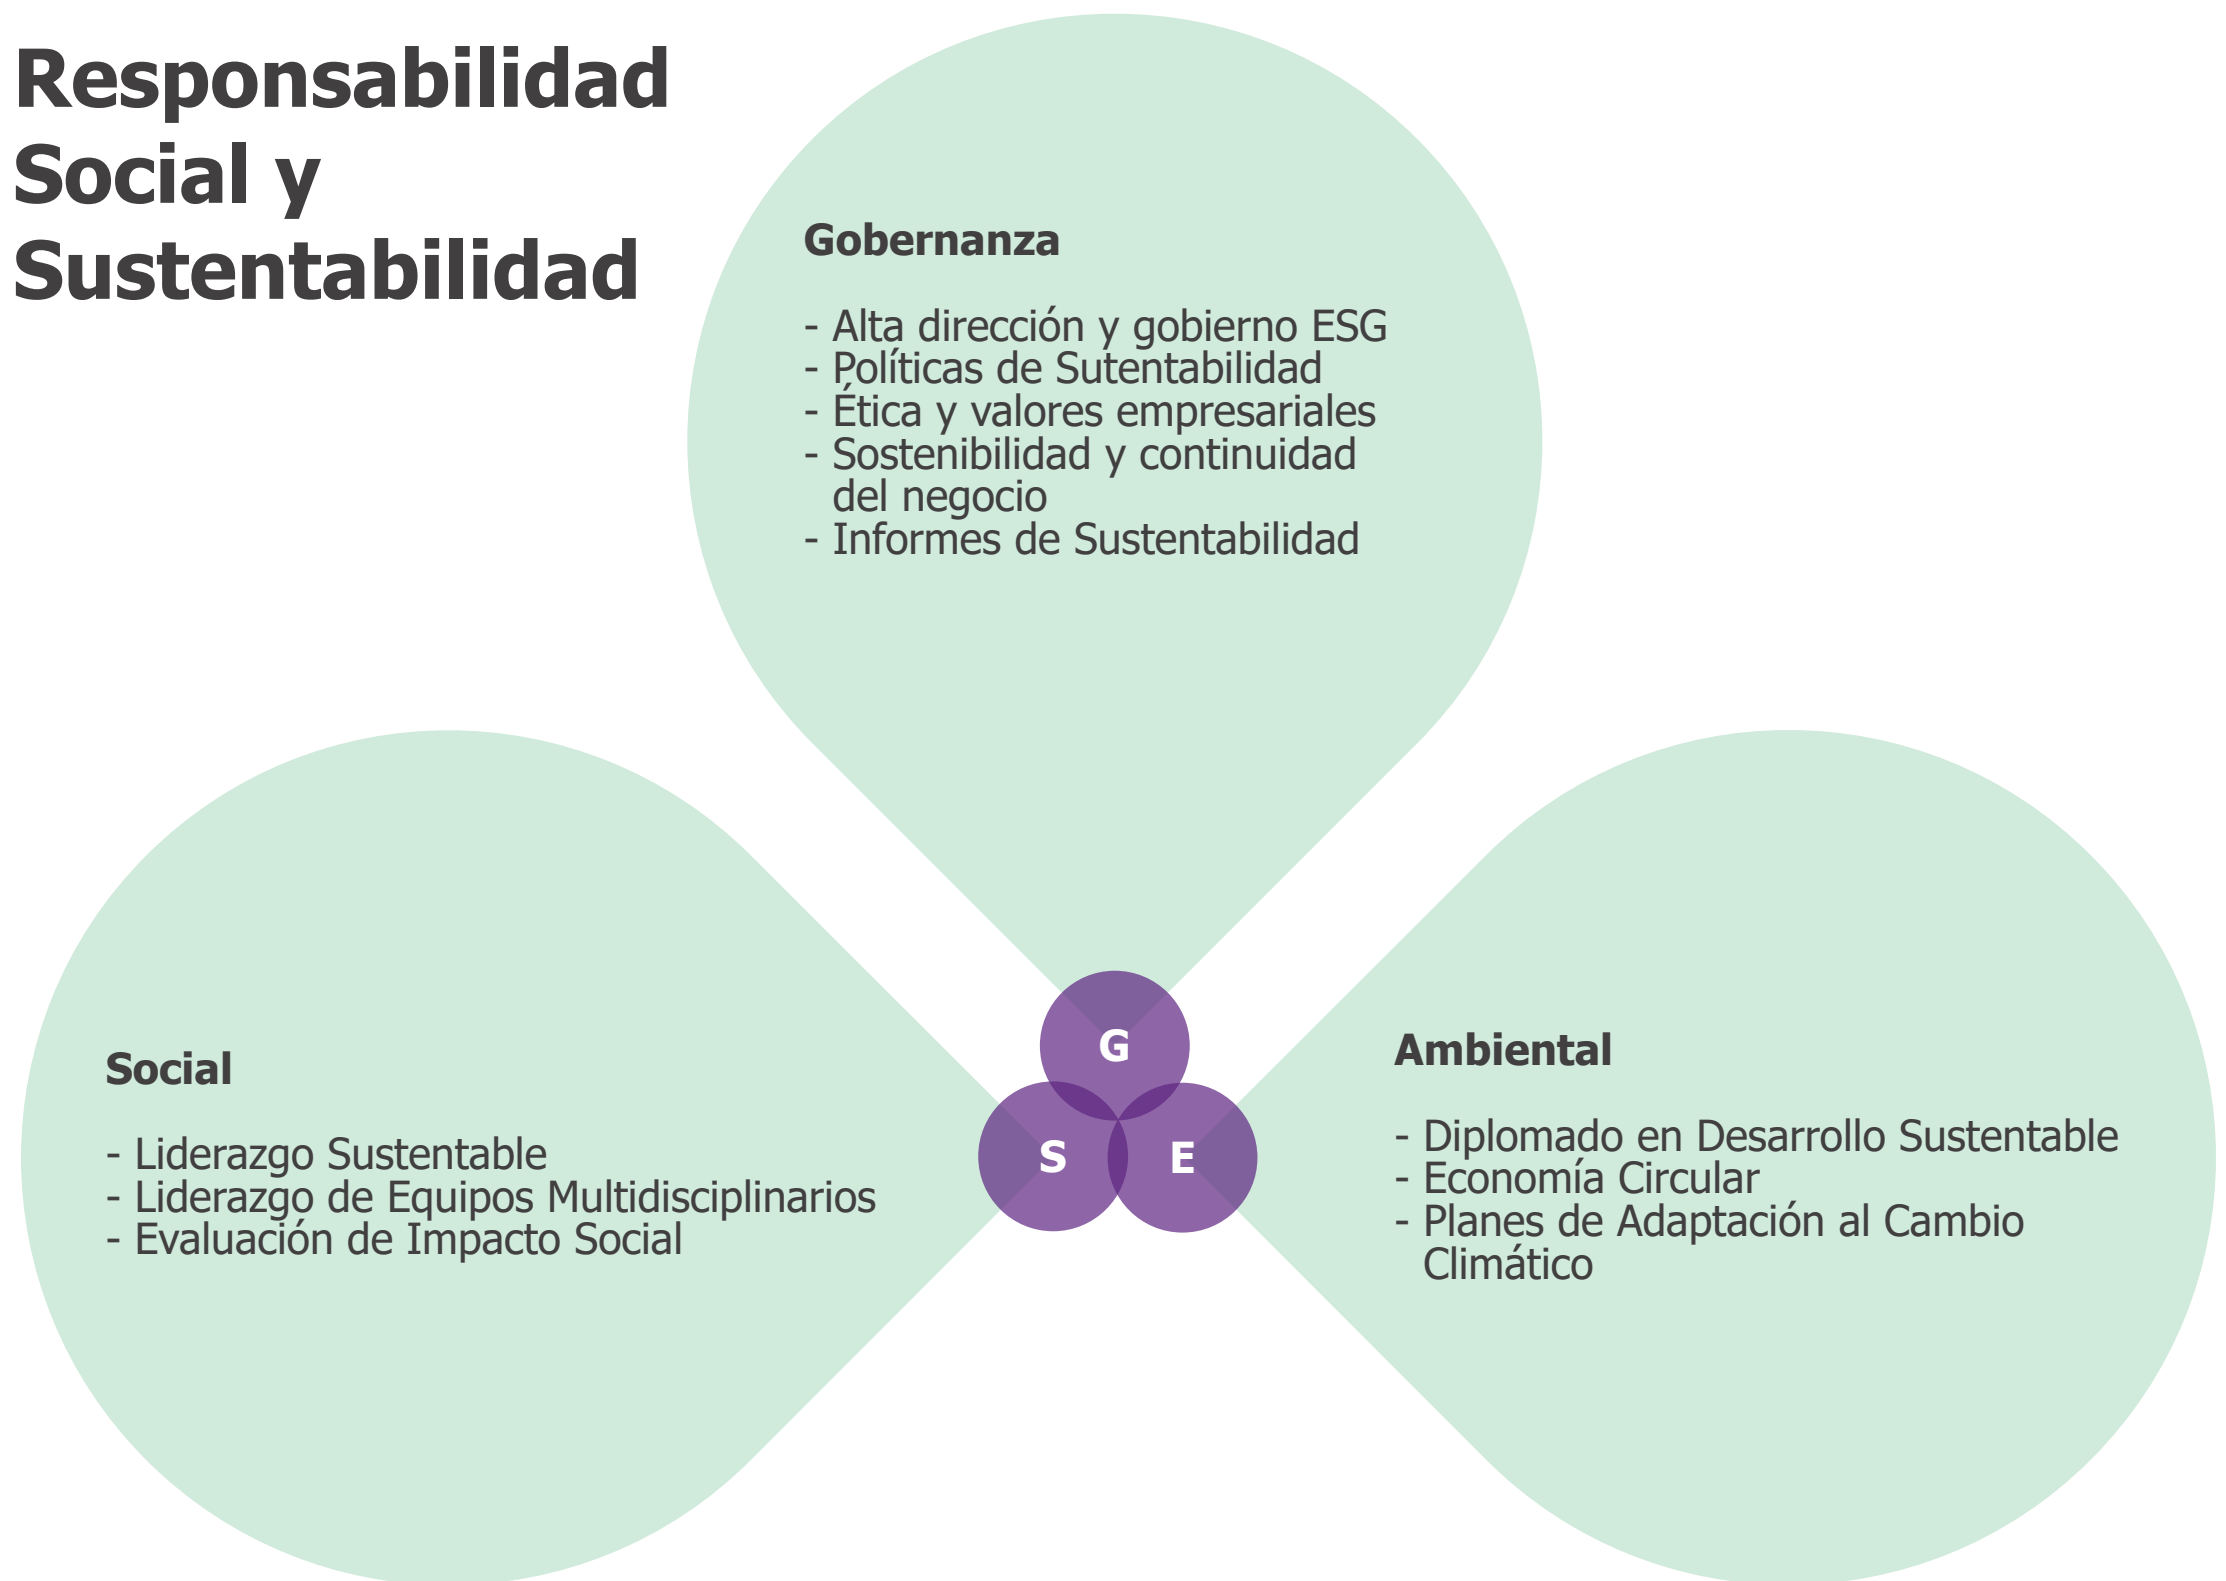 Responsabilidad
Social y
Sustentabilidad
Gobernanza
- Alta dirección y gobierno ESG
- Políticas de Sutentabilidad
- Ética y valores empresariales
- Sostenibilidad y continuidad
del negocio
- Informes de Sustentabilidad
Social
- Liderazgo Sustentable
- Liderazgo de Equipos Multidisciplinarios
- Evaluación de Impacto Social
G
S
E
Ambiental
- Diplomado en Desarrollo Sustentable
- Economía Circular
- Planes de Adaptación al Cambio
Climático